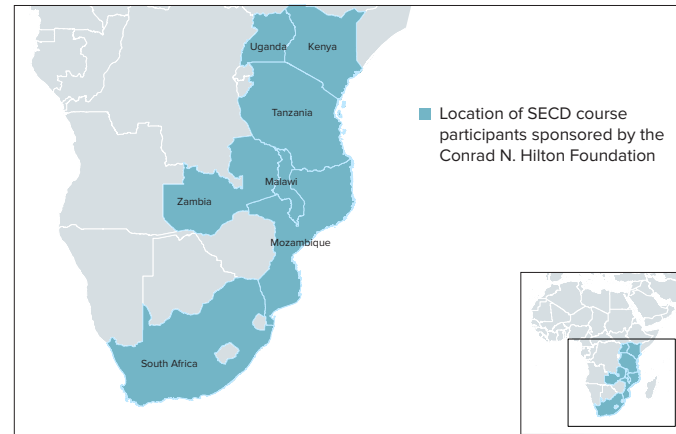 Uganda
Kenya
Tanzania
Location of SECD course
participants sponsored by the
Conrad N. Hilton Foundation
Malawi
Zambia
Mozambique
South Africa